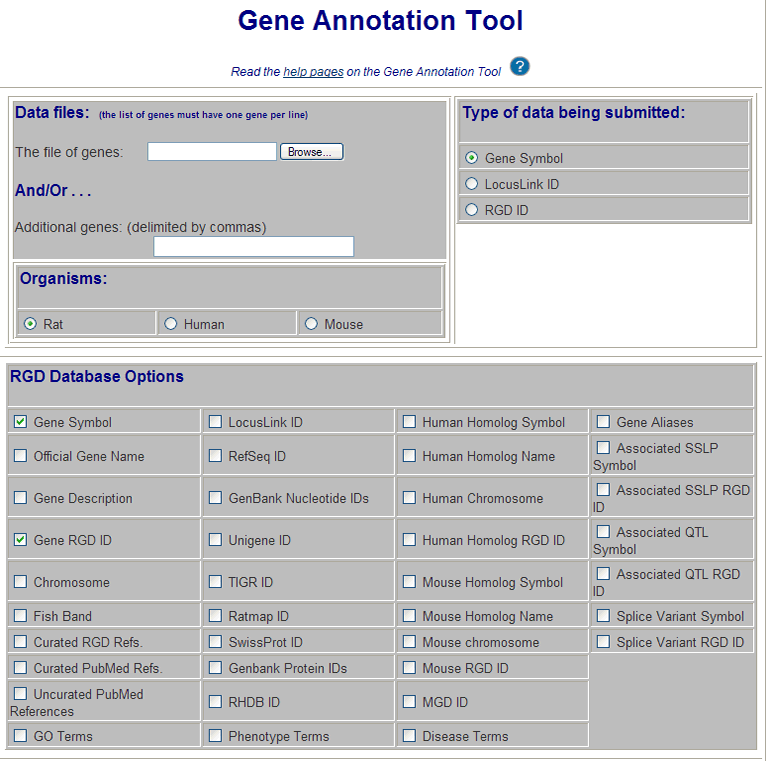 Gene Annotation Tool
Read the help pages on the Gene Annotation Tool ?
Data files: (the list of genes must have one gene per line)
The file of genes: Browse...
And/Or . . .
Additional genes: (delimited by commas)
Organisms:
Rat Human Mouse
Type of data being submitted:
Gene Symbol
LocusLink ID
RGD ID
RGD Database Options
Gene Symbol LocusLink ID Human Homolog Symbol Gene Aliases
Official Gene Name RefSeq ID Human Homolog Name Associated SSLP
Symbol
Gene Description GenBank Nucleotide IDs Human Chromosome Associated SSLP RGD
ID
Gene RGD ID Unigene ID Human Homolog RGD ID Associated QTL
Symbol
Chromosome TIGR ID Mouse Homolog Symbol Associated QTL RGD
ID
Fish Band Ratmap ID Mouse Homolog Name Splice Variant Symbol
Curated RGD Refs. SwissProt ID Mouse chromosome Splice Variant RGD ID
Curated PubMed Refs. Genbank Protein IDs Mouse RGD ID
Uncurated PubMed
References RHDB ID MGD ID
GO Terms Phenotype Terms Disease Terms